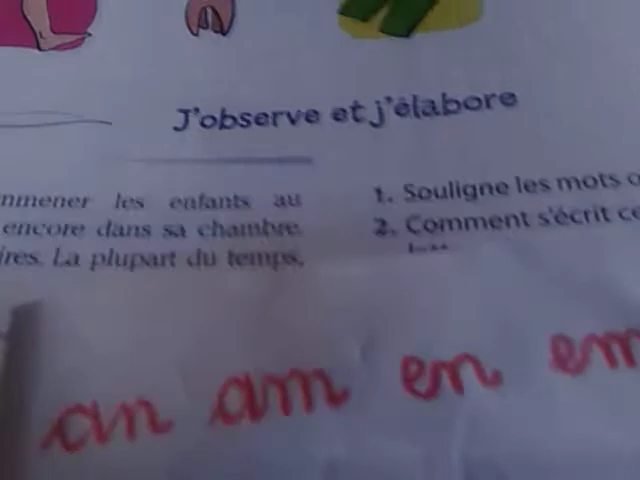 J'observe et j'élabore
mmener les enfants au
encore dans sa chambre.
ires. La plupart du temps,
1. Souligne les mots
2. Comment s'écrit
an am en em